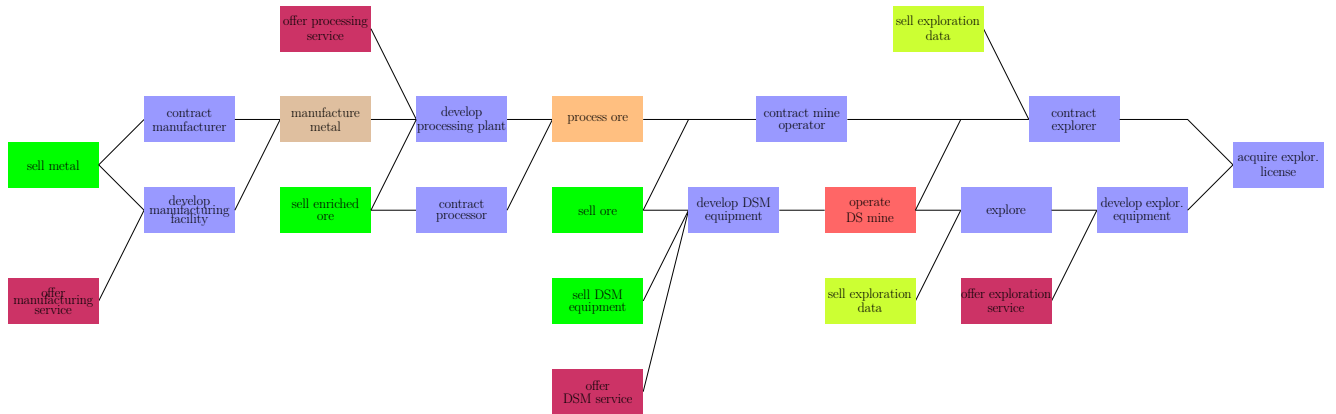 offer processing
service
sell exploration
data
contract
manufacturer
manufacture
metal
develop
processing plant
process ore
contract mine
operator
contract
explorer
sell metal
acquire explor.
license
develop
manufacturing
facility
sell enriched
ore
contract
processor
sell ore
develop DSM
equipment
operate
DS mine
explore
develop explor.
equipment
offer
manufacturing
service
sell DSM
equipment
sell exploration
data
offer exploration
service
offer
DSM service